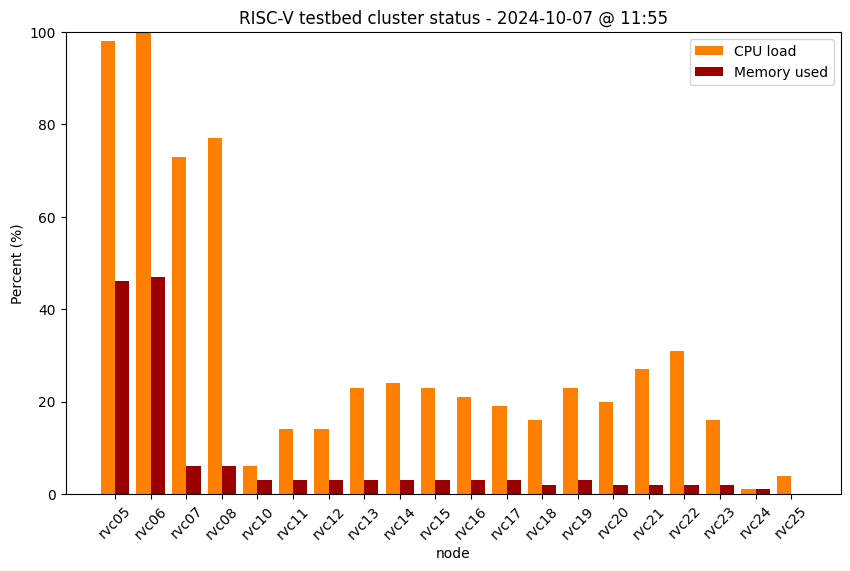 RISC-V testbed cluster status - 2024-10-07 @ 11:55
CPU load
Memory used
Percent (%)
100
80
60
40
20
0
rvc05
rvc06
rvc07
rvc08
rvc10
rvc11
rvc12
rvc13
rvc14
rvc15
rvc16
rvc17
rvc18
rvc19
rvc20
rvc21
rvc22
rvc23
rvc24
rvc25
node